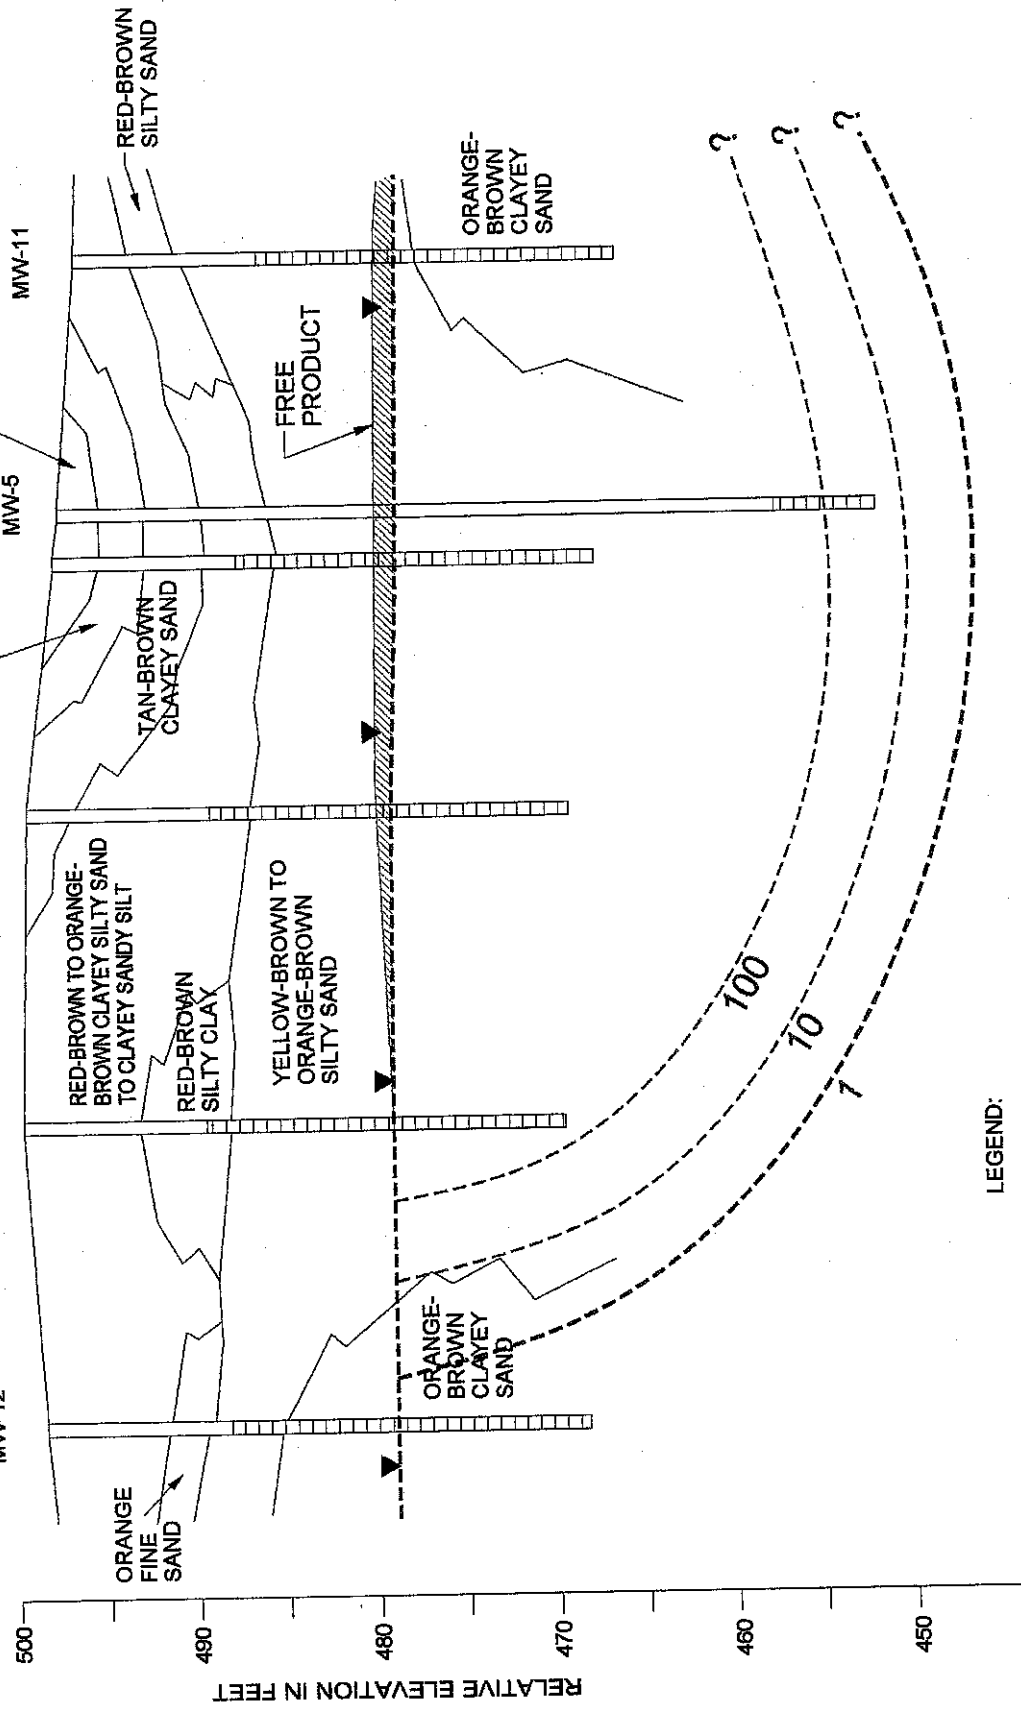 MW-12
MW-5
MW-11
RED-BROWN
SILTY SAND
ORANGE
FINE
SAND
RED-BROWN TO ORANGE-
BROWN CLAYEY SILTY SAND
TO CLAYEY SANDY SILT
TAN-BROWN
CLAYEY SAND
RED-BROWN
SILTY CLAY
YELLOW-BROWN TO
ORANGE-BROWN
SILTY SAND
FREE
PRODUCT
ORANGE-
BROWN
CLAYEY
SAND
ORANGE-
BROWN
CLAYEY
SAND
100
10
1
?
?
?
500
490
480
470
460
450
RELATIVE ELEVATION IN FEET
LEGEND: